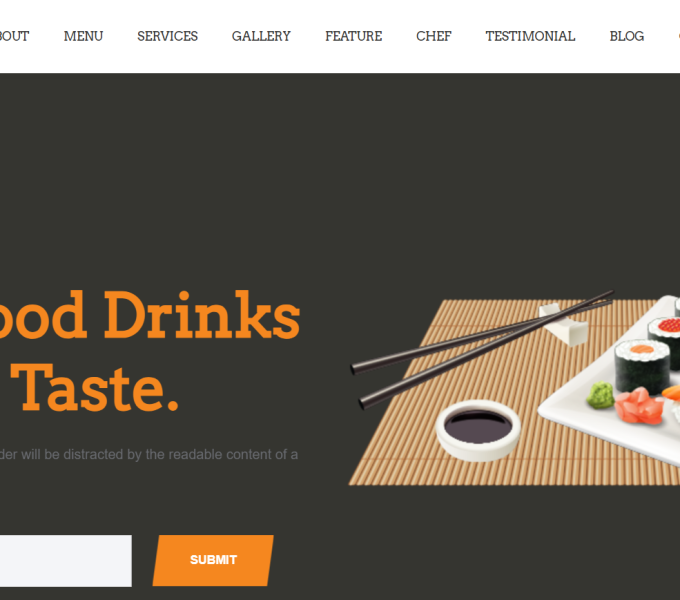 BOUT MENU SERVICES GALLERY FEATURE CHEF TESTIMONIAL BLOG
ood Drinks
Taste.
der will be distracted by the readable content of a
SUBMIT